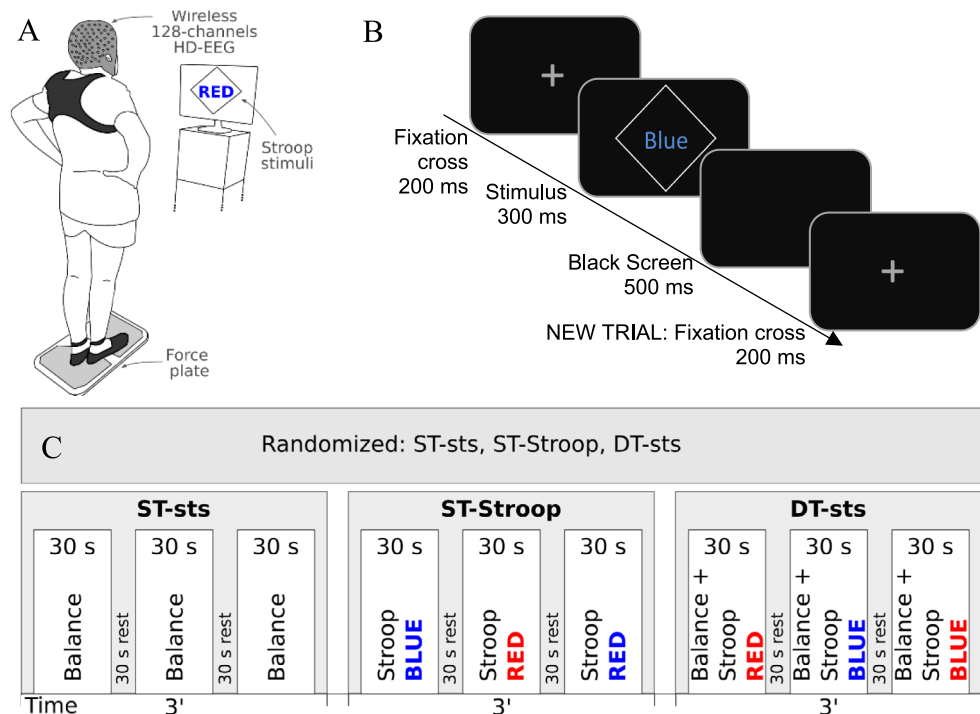 A
Wireless
128-channels
HD-EEG
RED
Stroop
stimuli
Force
plate
B
Blue
Fixation
cross
200 ms
Stimulus
300 ms
Black Screen
500 ms
NEW TRIAL: Fixation cross
200 ms
C
Randomized: ST-sts, ST-Stroop, DT-sts
ST-sts
30 s
Balance
30 s rest
30 s
Balance
30 s rest
30 s
Balance
ST-Stroop
30 s
Stroop
BLUE
30 s rest
30 s
Stroop
RED
30 s rest
30 s
Stroop
RED
DT-sts
30 s
Balance +
Stroop
RED
30 s rest
30 s
Balance +
Stroop
BLUE
30 s rest
30 s
Balance +
Stroop
BLUE
Time
3'
3'
3'